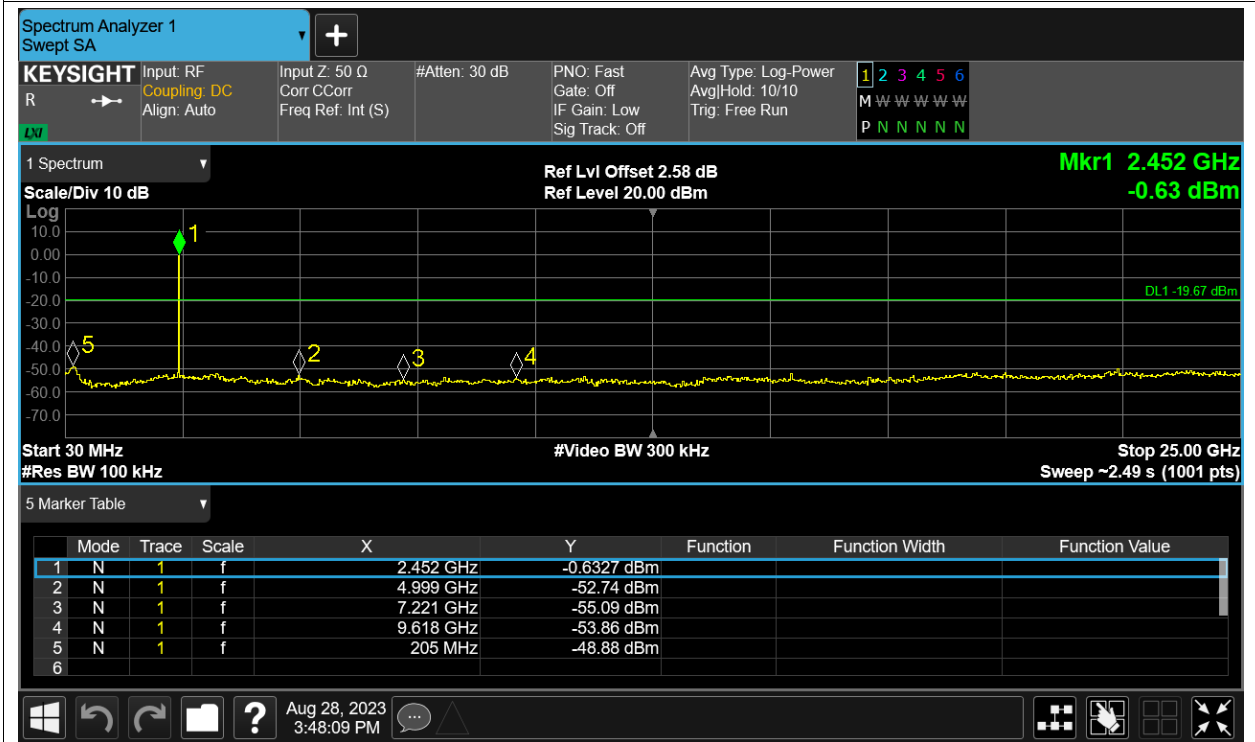 Spectrum Analyzer 1
Swept SA
+
KEYSIGHT
R
LXI
Input: RF
Coupling: DC
Align: Auto
Input Z: 50 Ω
Corr CCorr
Freq Ref: Int (S)
#Atten: 30 dB
PNO: Fast
Gate: Off
IF Gain: Low
Sig Track: Off
Avg Type: Log-Power
Avg|Hold: 10/10
Trig: Free Run
1 2 3 4 5 6
M W W W W W
P N N N N N
1 Spectrum
Scale/Div 10 dB
Ref Lvl Offset 2.58 dB
Ref Level 20.00 dBm
Mkr1 2.452 GHz
-0.63 dBm
Log
10.0
0.00
-10.0
-20.0
-30.0
-40.0
-50.0
-60.0
-70.0
1
DL1 -19.67 dBm
5
2
3
4
Start 30 MHz
#Res BW 100 kHz
#Video BW 300 kHz
Stop 25.00 GHz
Sweep ~2.49 s (1001 pts)
5 Marker Table
Mode Trace Scale X Y Function Function Width Function Value
1 N 1 f 2.452 GHz -0.6327 dBm
2 N 1 f 4.999 GHz -52.74 dBm
3 N 1 f 7.221 GHz -55.09 dBm
4 N 1 f 9.618 GHz -53.86 dBm
5 N 1 f 205 MHz -48.88 dBm
6
?
Aug 28, 2023
3:48:09 PM